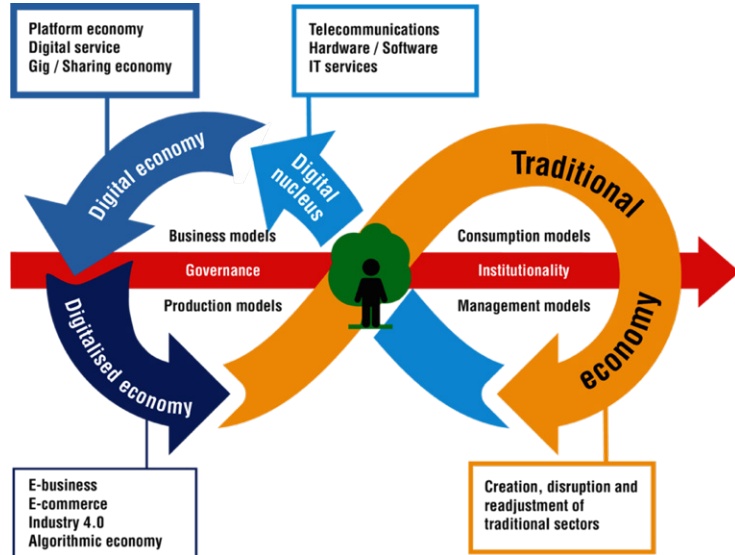 Platform economy
Digital service
Gig / Sharing economy
Telecommunications
Hardware / Software
IT services
Digital economy
Digital
nucleus
Traditional
economy
Business models
Consumption models
Governance
Institutionality
Production models
Management models
Digitalised economy
E-business
E-commerce
Industry 4.0
Algorithmic economy
Creation, disruption and
readjustment of
traditional sectors